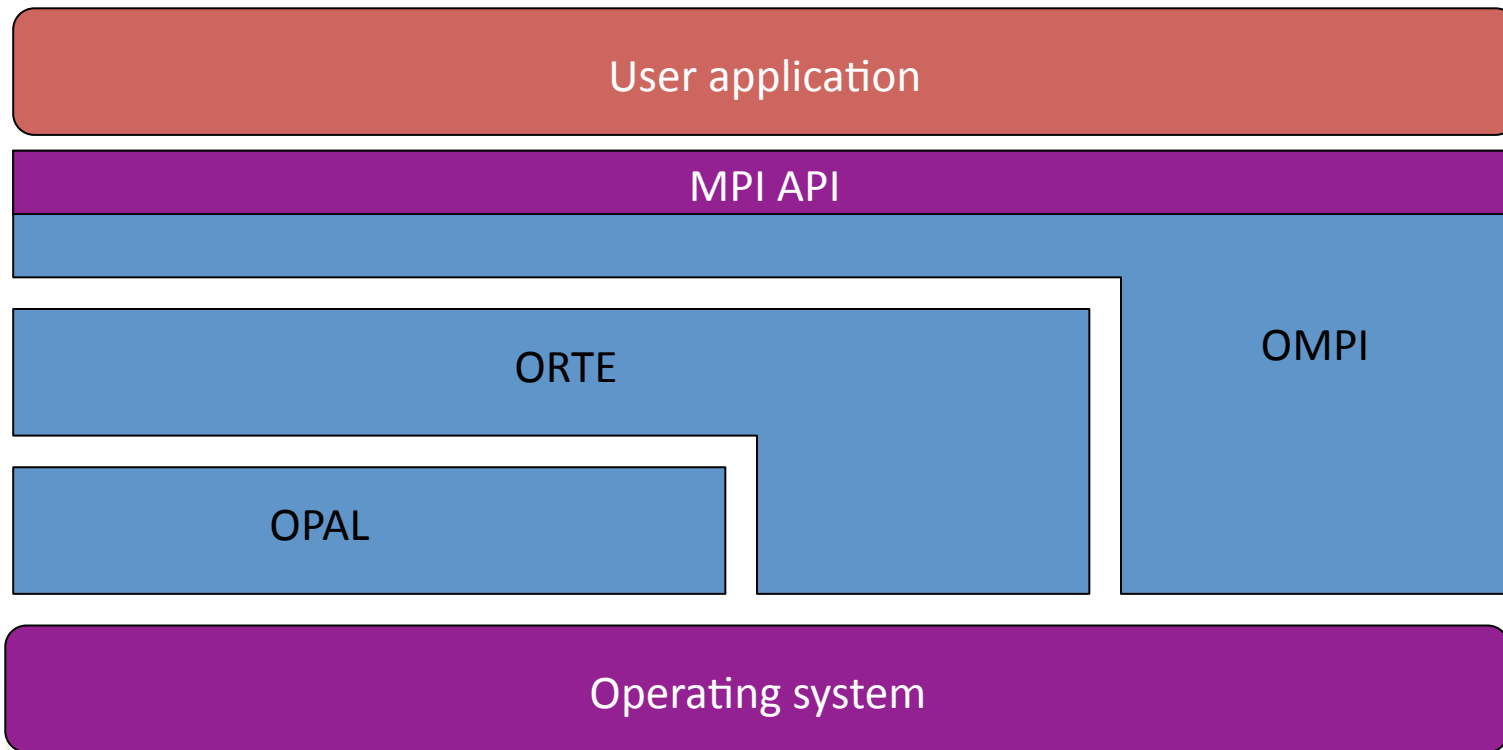 User application
MPI API
OMPI
ORTE
OPAL
Operating system